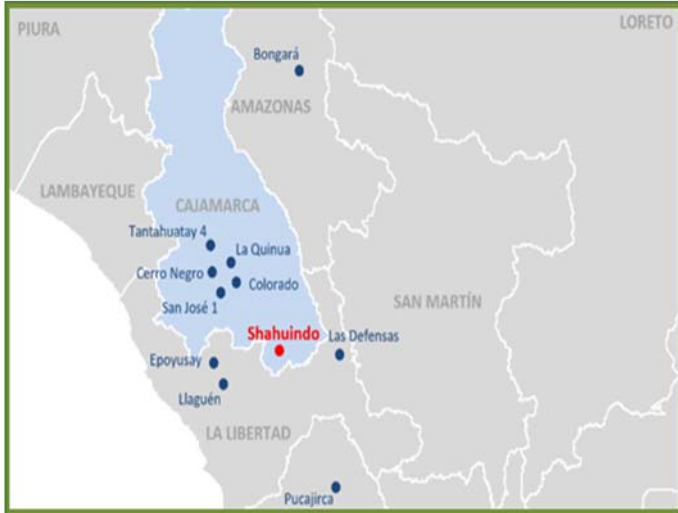 PIURA
LORETO
Bongará
AMAZONAS
LAMBAYEQUE
CAJAMARCA
Tantahuatay 4
La Quinua
Cerro Negro
Colorado
San José 1
SAN MARTÍN
Shahuindo
Las Defensas
Epoyusay
Llaguén
LA LIBERTAD
Pucajirca